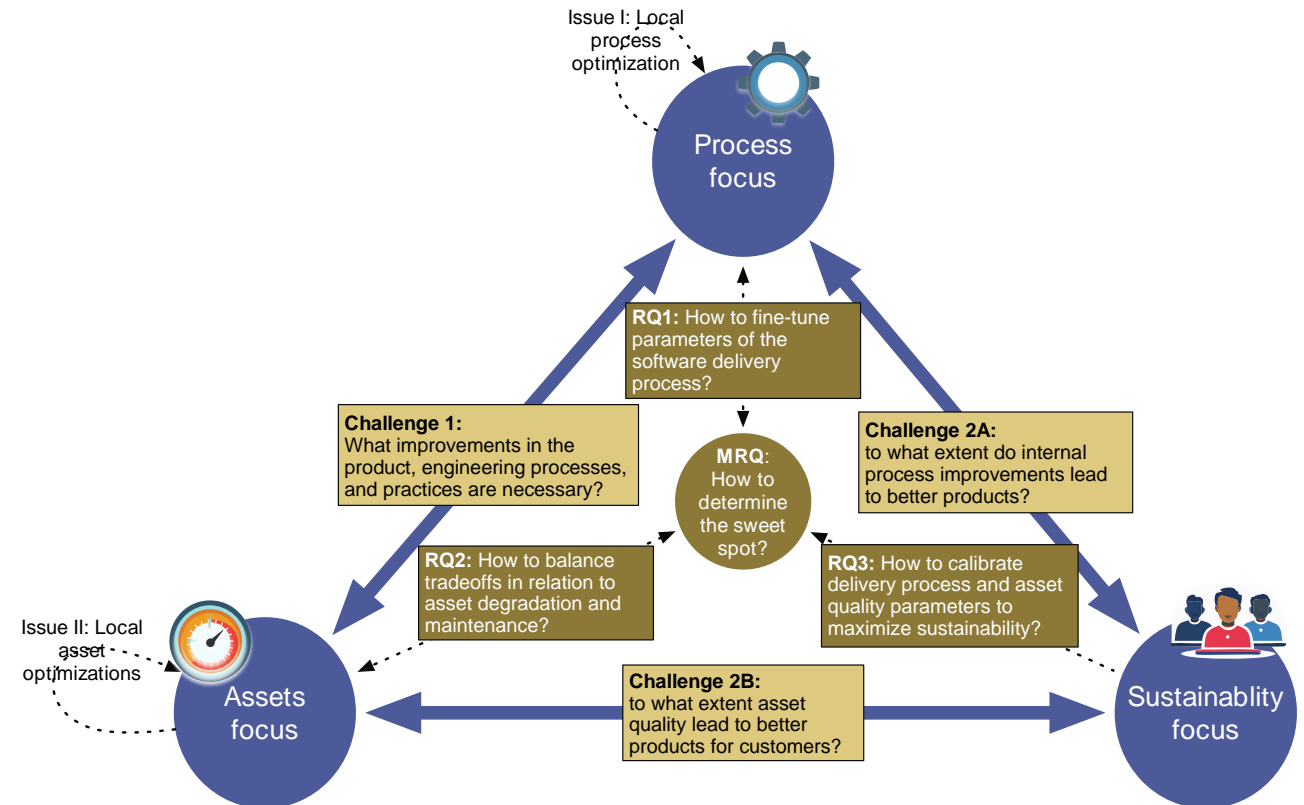 Issue I: Local
process
optimization
Process
focus
RQ1: How to fine-tune
parameters of the
software delivery
process?
Challenge 1:
What improvements in the
product, engineering processes,
and practices are necessary?
Challenge 2A:
to what extent do internal
process improvements lead
to better products?
MRQ:
How to
determine
the sweet
spot?
RQ2: How to balance
tradeoffs in relation to
asset degradation and
maintenance?
RQ3: How to calibrate
delivery process and asset
quality parameters to
maximize sustainability?
Issue II: Local
asset
optimizations
Assets
focus
Challenge 2B:
to what extent asset
quality lead to better
products for customers?
Sustainablity
focus